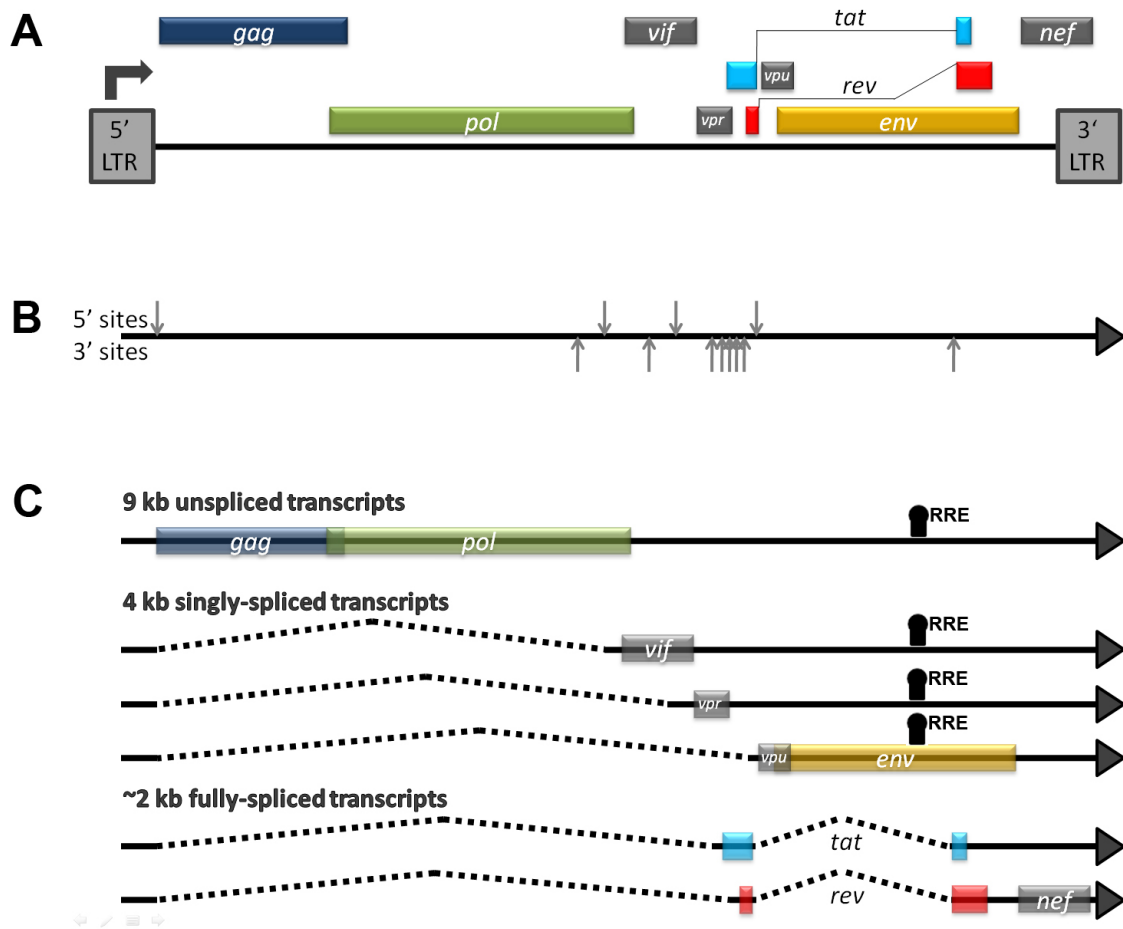 A
gag
vif
tat
nef
vpu
rev
5'
LTR
pol
vpr
env
3‘
LTR
B
5’ sites
3’ sites
C
9 kb unspliced transcripts
gag
pol
RRE
4 kb singly-spliced transcripts
vif
RRE
vpr
RRE
vpu
env
RRE
~2 kb fully-spliced transcripts
tat
rev
nef